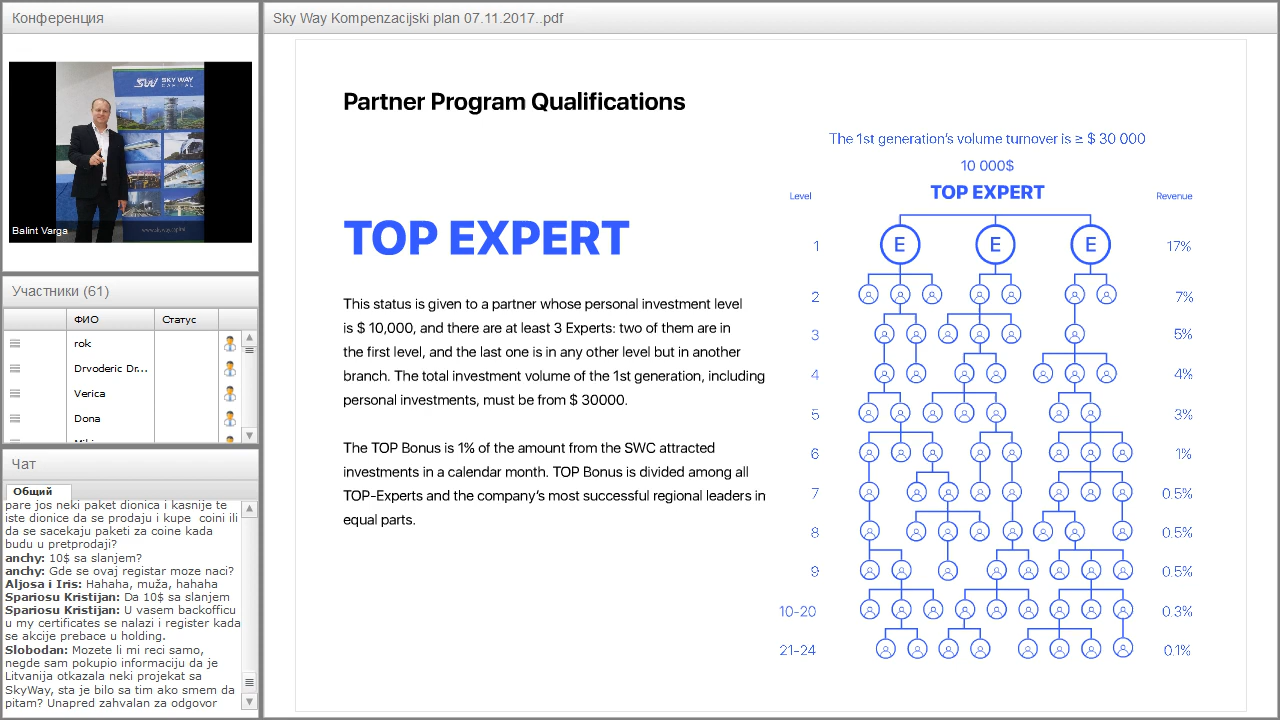 Конференция
SKY WAY
CAPITAL
Balint Varga
www.skyway.capital
Участники (61)
ФИО
Статус
rok
Drvoderic Dr...
Verica
Dona
Чат
Общий
pare jos neki paket dionica i kasnije te
iste dionice da se prodaju i kupe coini ili
da se sacekaju paketi za coine kada
budu u pretprodaji?
anchy: 10$ sa slanjem?
anchy: Gde se ovaj registar moze naci?
Aljosa i Iris: Hahaha, muža, hahaha
Spariosu Kristijan: Da 10$ sa slanjem
Spariosu Kristijan: U vasem backofficu
u my certificates se nalazi i register kada
se akcije prebace u holding.
Slobodan: Mozete li mi reci samo,
negde sam pokupio informaciju da je
Litvanija otkazala neki projekat sa
SkyWay, sta je bilo sa tim ako smem da
pitam? Unapred zahvalan za odgovor
Sky Way Kompenzacijski plan 07.11.2017..pdf
Partner Program Qualifications
TOP EXPERT
This status is given to a partner whose personal investment level
is $ 10,000, and there are at least 3 Experts: two of them are in
the first level, and the last one is in any other level but in another
branch. The total investment volume of the 1st generation, including
personal investments, must be from $ 30000.
The TOP Bonus is 1% of the amount from the SWC attracted
investments in a calendar month. TOP Bonus is divided among all
TOP-Experts and the company's most successful regional leaders in
equal parts.
The 1st generation's volume turnover is ≥ $ 30 000
10 000$
Level TOP EXPERT Revenue
1 E E E 17%
2 7%
3 5%
4 4%
5 3%
6 1%
7 0.5%
8 0.5%
9 0.5%
10-20 0.3%
21-24 0.1%